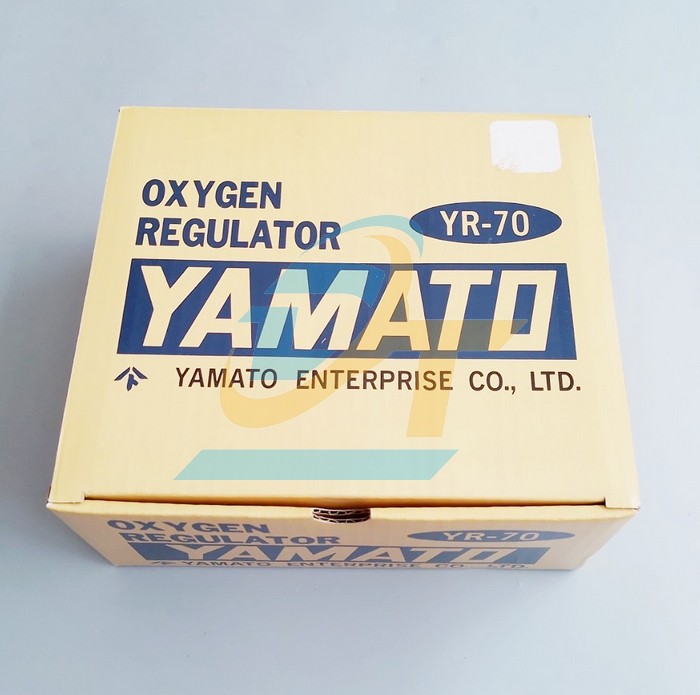 OXYGEN
REGULATOR
YR-70
YAMATO
YAMATO ENTERPRISE CO., LTD.
OXYGEN
REGULATOR
YR-70
YAMATO
YAMATO ENTERPRISE CO., LTD.